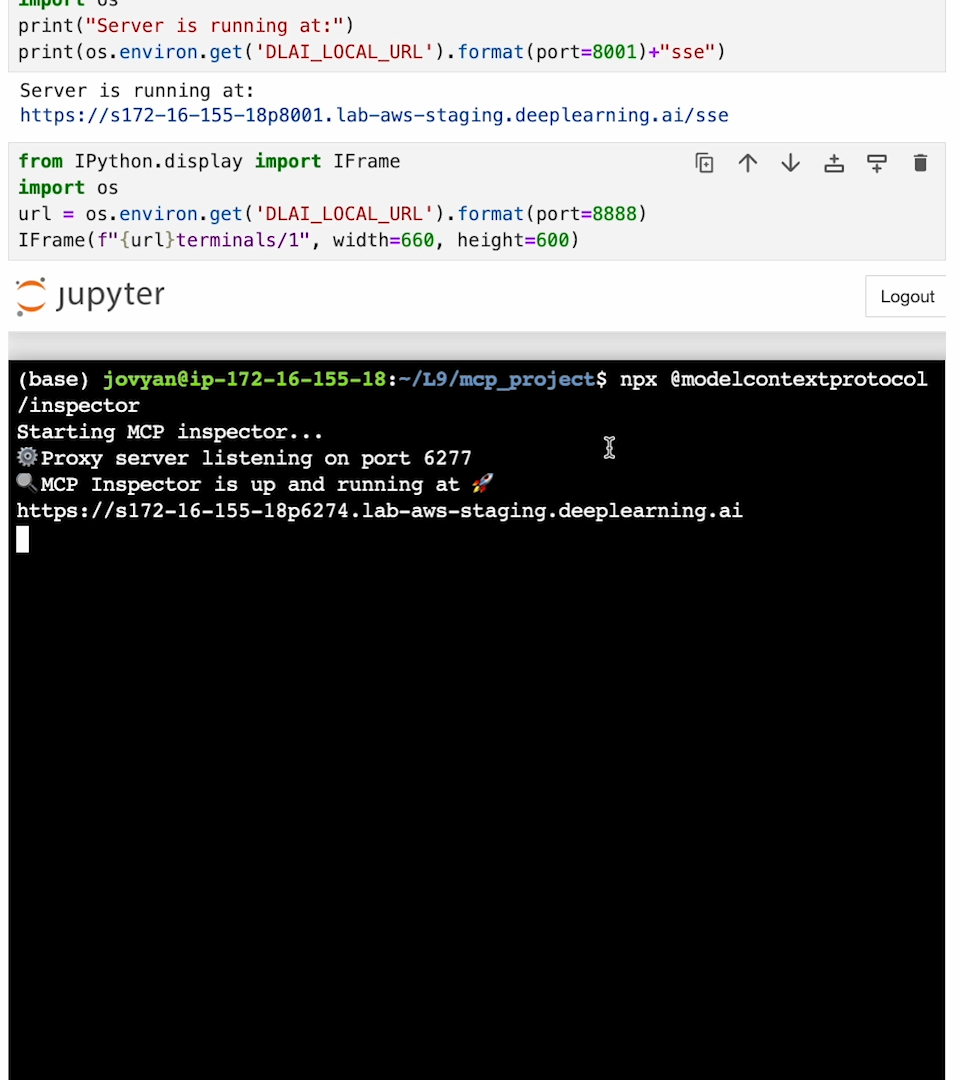 import os
print("Server is running at:")
print(os.environ.get('DLAI_LOCAL_URL').format(port=8001)+"sse")
Server is running at:
https://s172-16-155-18p8001.lab-aws-staging.deeplearning.ai/sse
from IPython.display import IFrame
import os
url = os.environ.get('DLAI_LOCAL_URL').format(port=8888)
IFrame(f"{url}terminals/1", width=660, height=600)
jupyter
Logout
(base) jovyan@ip-172-16-155-18:~/L9/mcp_project$ npx @modelcontextprotocol
/inspector
Starting MCP inspector...
⚙️Proxy server listening on port 6277
🔍MCP Inspector is up and running at 🚀
https://s172-16-155-18p6274.lab-aws-staging.deeplearning.ai